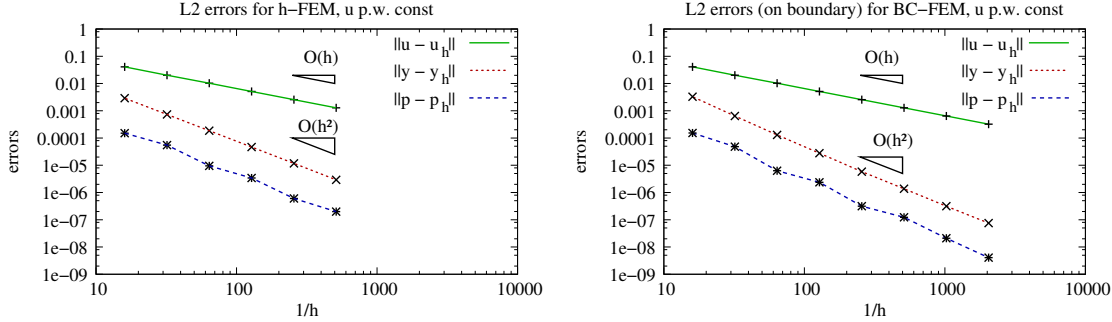 L2 errors for h-FEM, u p.w. const
errors
1
0.1
0.01
0.001
0.0001
1e-05
1e-06
1e-07
1e-08
1e-09
10
100
1000
10000
1/h
O(h)
O(h²)
||u - u_h||
||y - y_h||
||p - p_h||
L2 errors (on boundary) for BC-FEM, u p.w. const
errors
1
0.1
0.01
0.001
0.0001
1e-05
1e-06
1e-07
1e-08
1e-09
10
100
1000
10000
1/h
O(h)
O(h²)
||u - u_h||
||y - y_h||
||p - p_h||